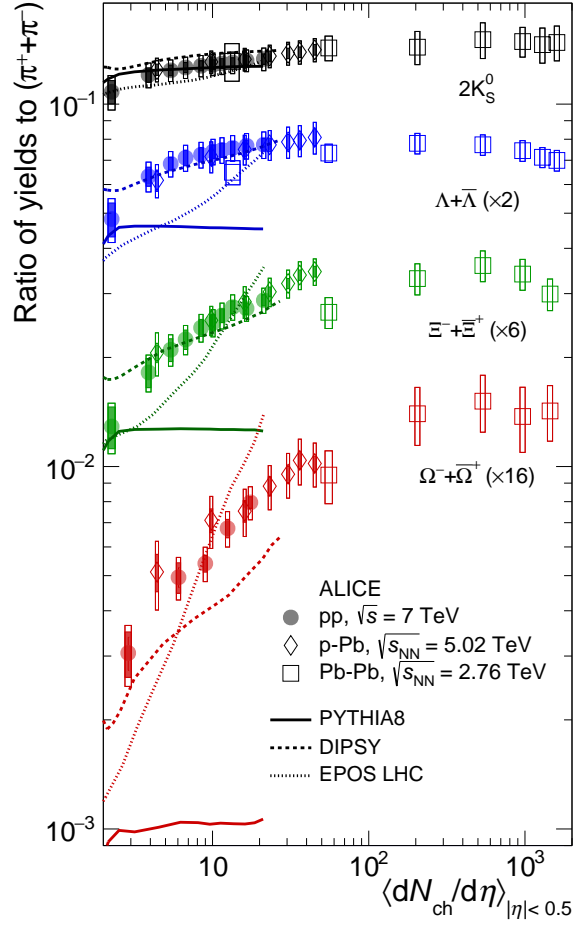 Ratio of yields to (π⁺+π⁻)
10⁻¹
2K⁰_S
Λ+Λ̅ (×2)
Ξ⁻+Ξ̅⁺ (×6)
10⁻²
Ω⁻+Ω̅⁺ (×16)
ALICE
pp, √s = 7 TeV
p-Pb, √s_NN = 5.02 TeV
Pb-Pb, √s_NN = 2.76 TeV
PYTHIA8
DIPSY
EPOS LHC
10⁻³
10 10² 10³
⟨dN_ch/dη⟩_|η|< 0.5